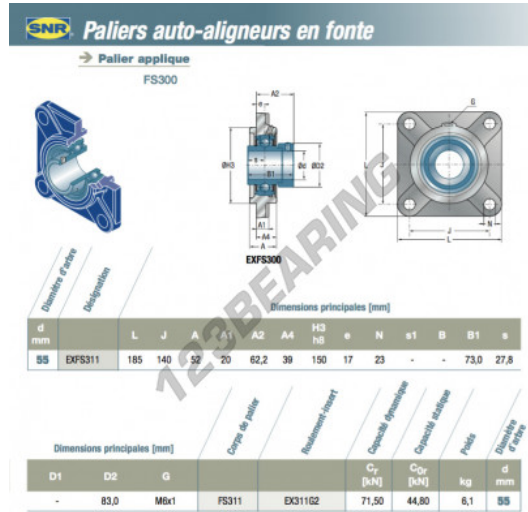 SNR Paliers auto-aligneurs en fonte
Palier applique
FS300
A2
e
G
s
B1
ØH3
Ød
ØD2
L
J
A1
A4
A
N
J
L
EXFS300
123BEARING
Diamètre d'arbre
Désignation
Dimensions principales [mm]
d mm L J A A1 A2 A4 H3 h8 e N s1 B B1 s
55 EXFS311 185 140 52 20 62,2 39 150 17 23 - - 73,0 27,8
Dimensions principales [mm]
Corps de palier
Roulement-insert
Capacité dynamique
Capacité statique
Poids
Diamètre d'arbre
D1 D2 G Cr [kN] C0r [kN] kg d mm
- 83,0 M6x1 FS311 EX311G2 71,50 44,80 6,1 55